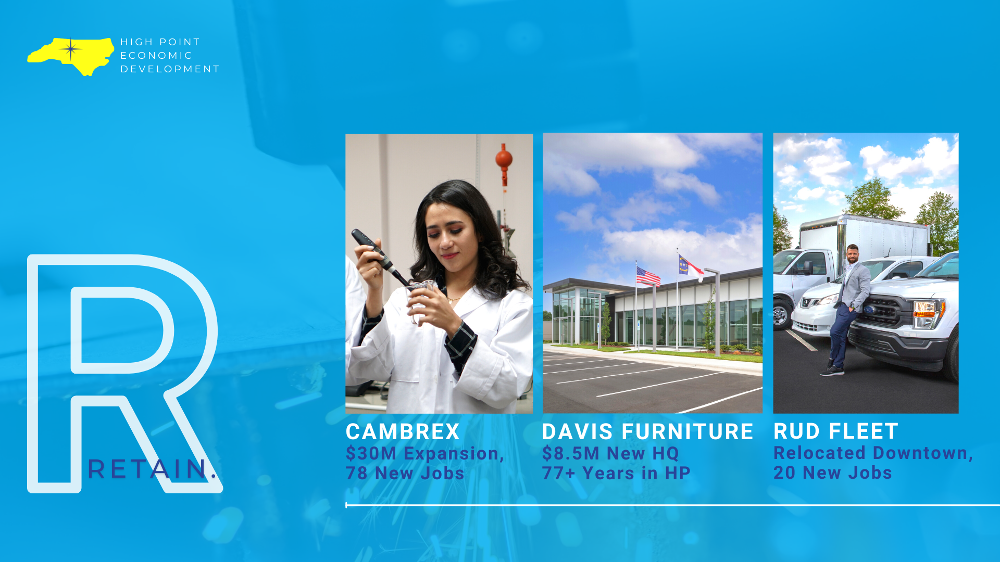 HIGH POINT
ECONOMIC
DEVELOPMENT
R
RETAIN.
CAMBREX
$30M Expansion,
78 New Jobs
DAVIS FURNITURE
$8.5M New HQ
77+ Years in HP
RUD FLEET
Relocated Downtown,
20 New Jobs